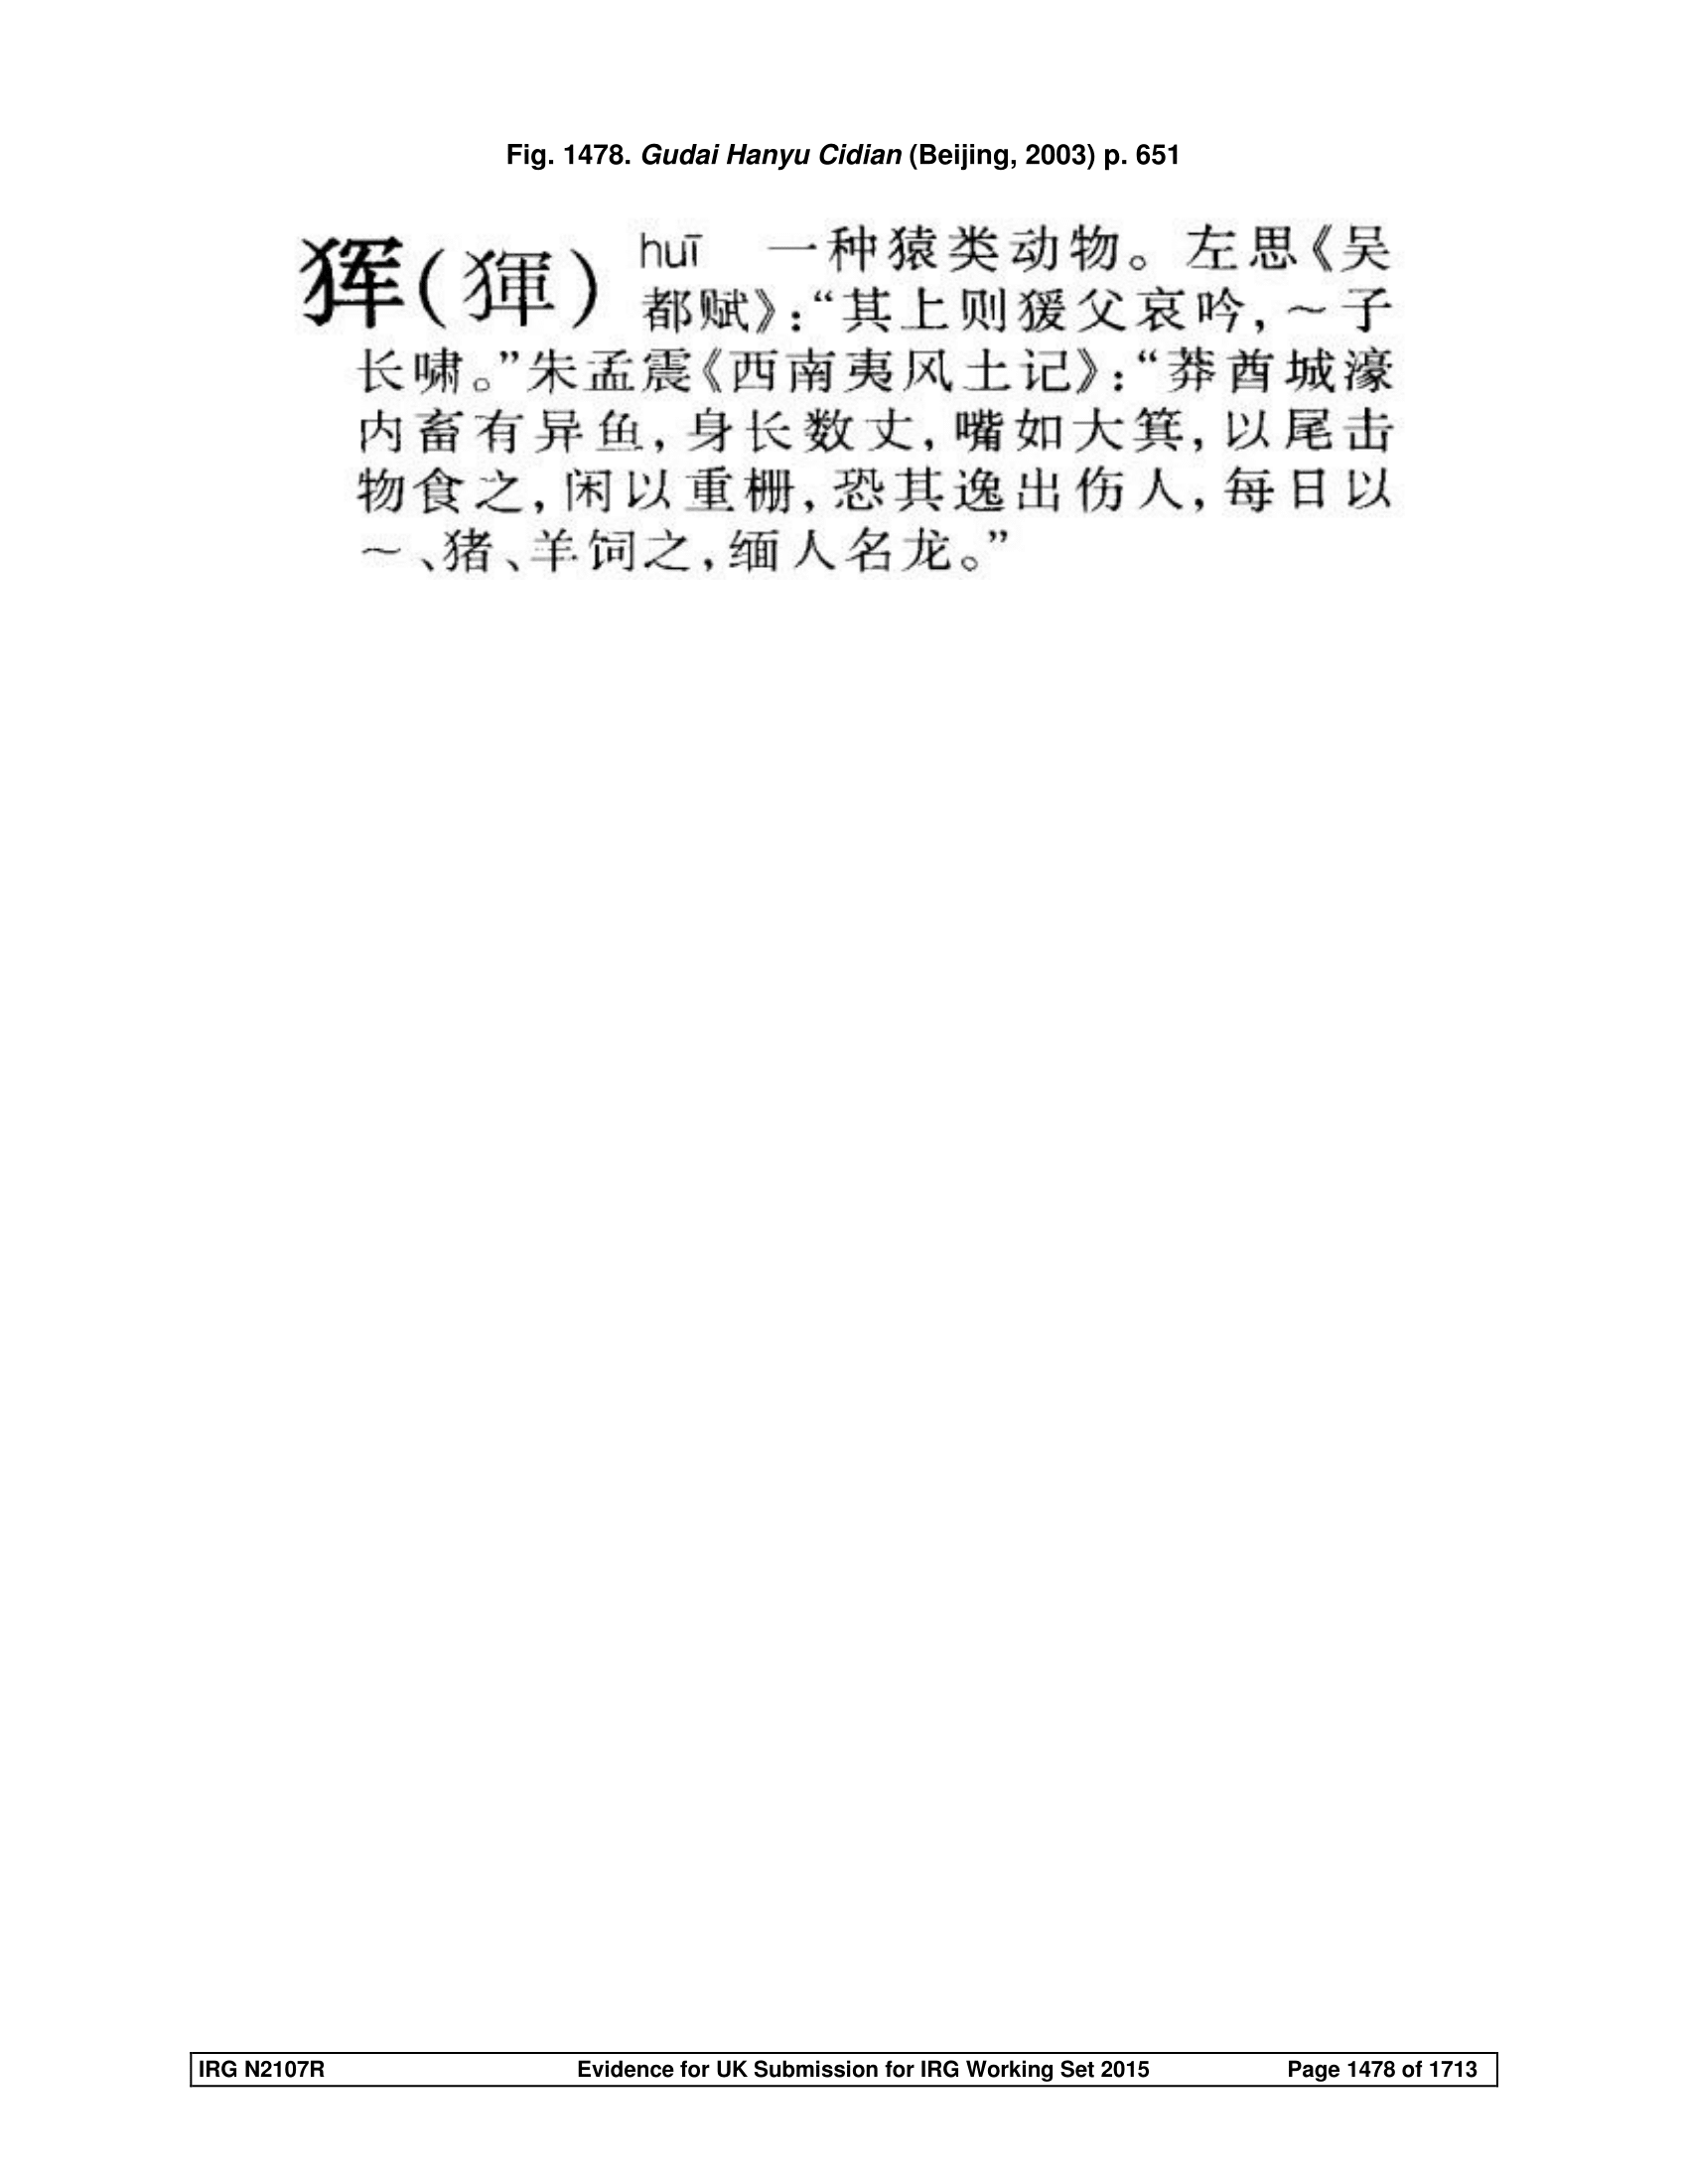 Fig. 1478. Gudai Hanyu Cidian (Beijing, 2003) p. 651
𤞤(猑) huī 一种猿类动物。左思《吴
都赋》：“其上则猨父哀吟，～子
长啸。”朱孟震《西南夷风土记》：“莽酋城濠
内畜有异鱼，身长数丈，嘴如大箕，以尾击
物食之，闲以重栅，恐其逸出伤人，每日以
～、猪、羊饲之，缅人名龙。”
IRG N2107R Evidence for UK Submission for IRG Working Set 2015 Page 1478 of 1713